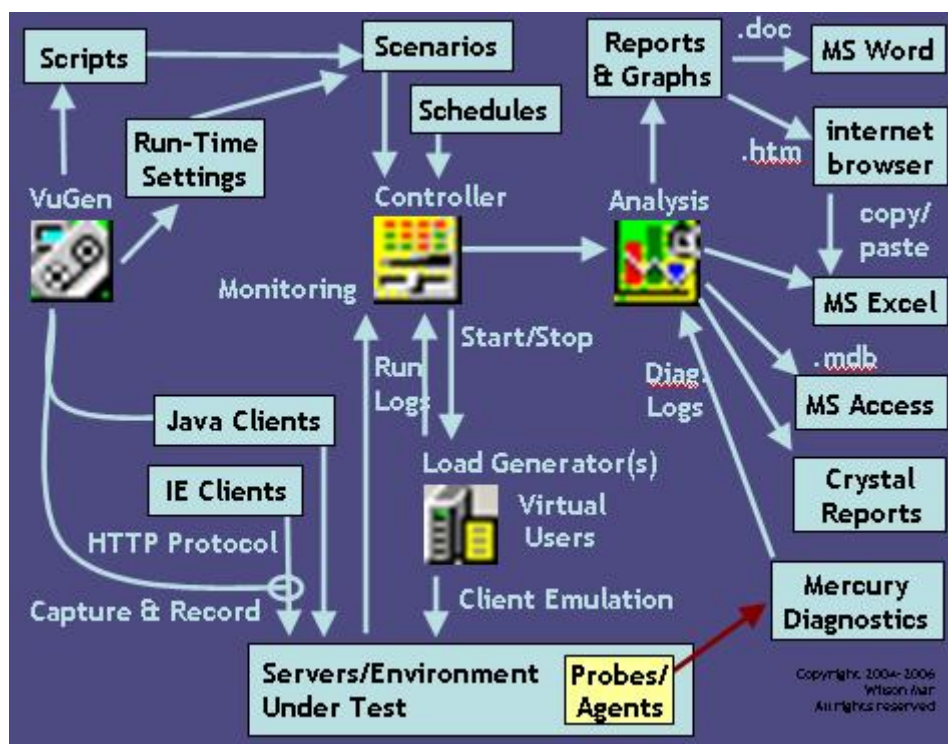 Scripts
Scenarios
Reports
& Graphs
.doc
MS Word
Schedules
Run-Time
Settings
.htm
internet
browser
VuGen
Controller
Analysis
copy/
paste
Monitoring
MS Excel
Start/Stop
Run
Logs
Diag.
Logs
.mdb
MS Access
Java Clients
Load Generator(s)
IE Clients
Virtual
Users
Crystal
Reports
HTTP Protocol
Capture & Record
Client Emulation
Mercury
Diagnostics
Servers/Environment
Under Test
Probes/
Agents
Copyright 2004-2006
Wilson Mar
All rights reserved